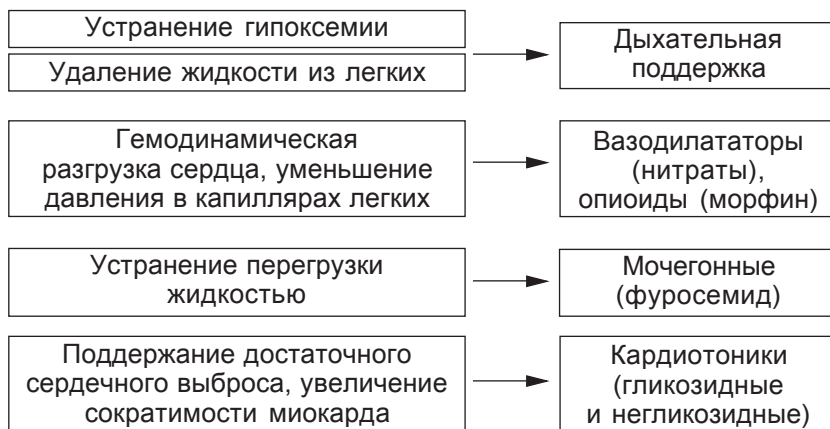 Устранение гипоксемии
Удаление жидкости из легких
Дыхательная
поддержка
Гемодинамическая
разгрузка сердца, уменьшение
давления в капиллярах легких
Вазодилататоры
(нитраты),
опиоиды (морфин)
Устранение перегрузки
жидкостью
Мочегонные
(фуросемид)
Поддержание достаточного
сердечного выброса, увеличение
сократимости миокарда
Кардиотоники
(гликозидные
и негликозидные)